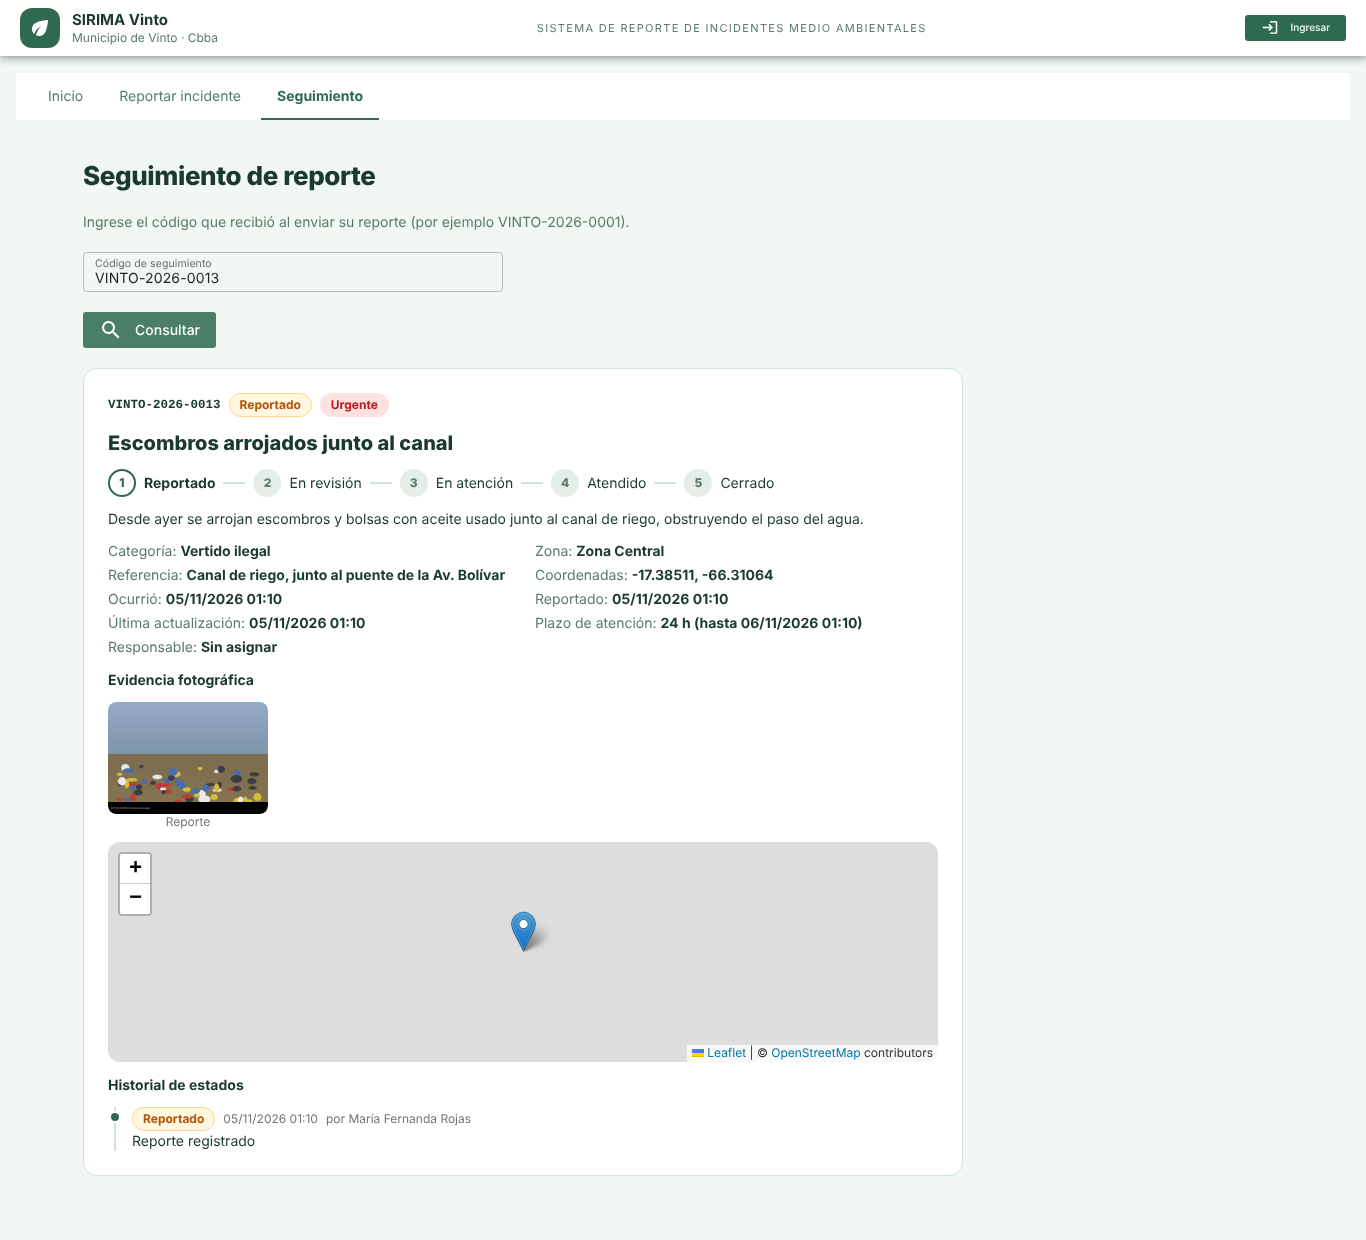 SIRIMA Vinto
Municipio de Vinto · Cbba
SISTEMA DE REPORTE DE INCIDENTES MEDIO AMBIENTALES
Ingresar
Inicio
Reportar incidente
Seguimiento
Seguimiento de reporte
Ingrese el código que recibió al enviar su reporte (por ejemplo VINTO-2026-0001).
Código de seguimiento
VINTO-2026-0013
Consultar
VINTO-2026-0013 Reportado Urgente
Escombros arrojados junto al canal
1 Reportado 2 En revisión 3 En atención 4 Atendido 5 Cerrado
Desde ayer se arrojan escombros y bolsas con aceite usado junto al canal de riego, obstruyendo el paso del agua.
Categoría: Vertido ilegal
Zona: Zona Central
Referencia: Canal de riego, junto al puente de la Av. Bolívar
Coordenadas: -17.38511, -66.31064
Ocurrió: 05/11/2026 01:10
Reportado: 05/11/2026 01:10
Última actualización: 05/11/2026 01:10
Plazo de atención: 24 h (hasta 06/11/2026 01:10)
Responsable: Sin asignar
Evidencia fotográfica
Reporte
+
−
Leaflet | © OpenStreetMap contributors
Historial de estados
Reportado 05/11/2026 01:10 por María Fernanda Rojas
Reporte registrado